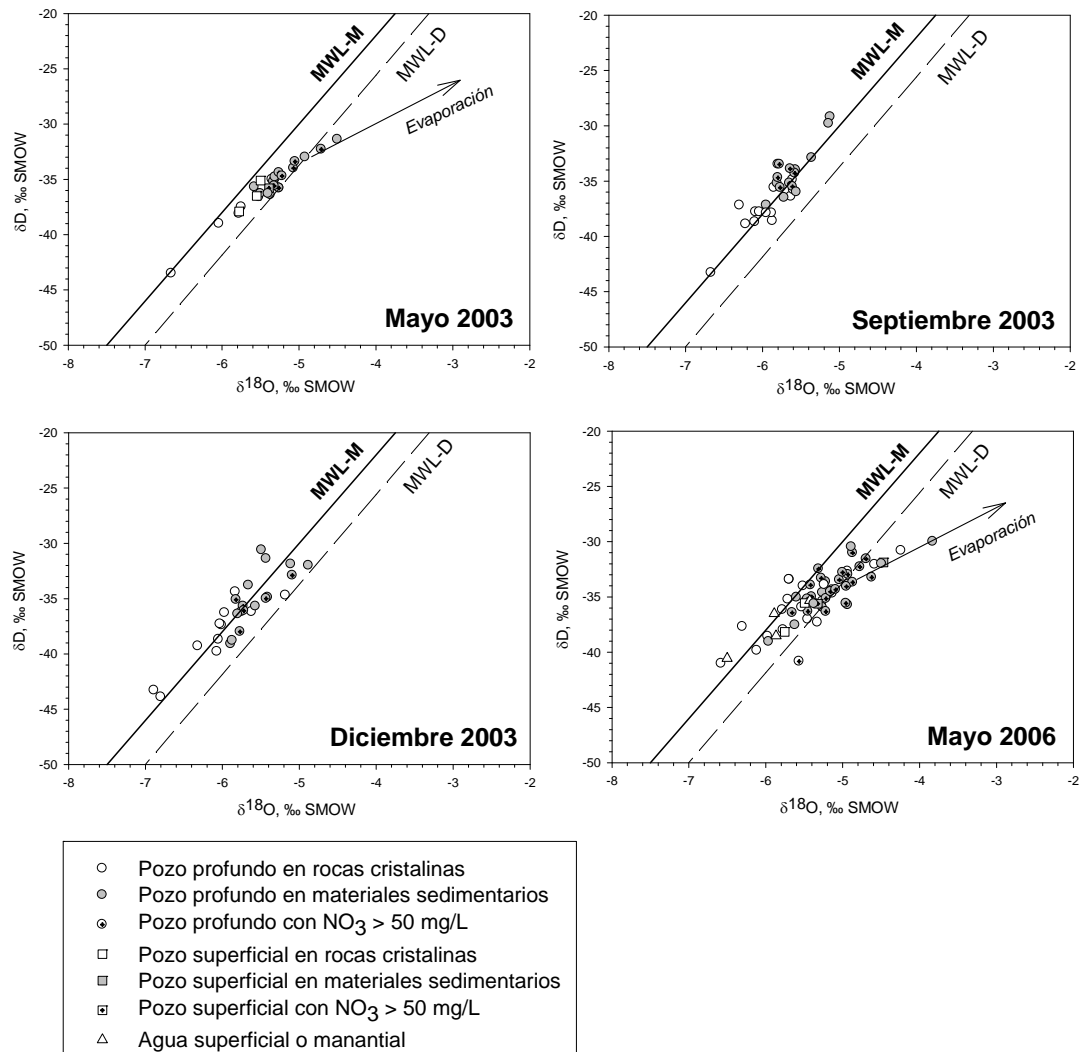 -20
-25
-30
-35
-40
-45
-50
δD, ‰ SMOW
MWL-M
MWL-D
Evaporación
Mayo 2003
-8 -7 -6 -5 -4 -3 -2
δ18O, ‰ SMOW
-20
-25
-30
-35
-40
-45
-50
δD, ‰ SMOW
MWL-M
MWL-D
Septiembre 2003
-8 -7 -6 -5 -4 -3 -2
δ18O, ‰ SMOW
-20
-25
-30
-35
-40
-45
-50
δD, ‰ SMOW
MWL-M
MWL-D
Diciembre 2003
-8 -7 -6 -5 -4 -3 -2
δ18O, ‰ SMOW
-20
-25
-30
-35
-40
-45
-50
δD, ‰ SMOW
MWL-M
MWL-D
Evaporación
Mayo 2006
-8 -7 -6 -5 -4 -3 -2
δ18O, ‰ SMOW
Pozo profundo en rocas cristalinas
Pozo profundo en materiales sedimentarios
Pozo profundo con NO3 > 50 mg/L
Pozo superficial en rocas cristalinas
Pozo superficial en materiales sedimentarios
Pozo superficial con NO3 > 50 mg/L
Agua superficial o manantial